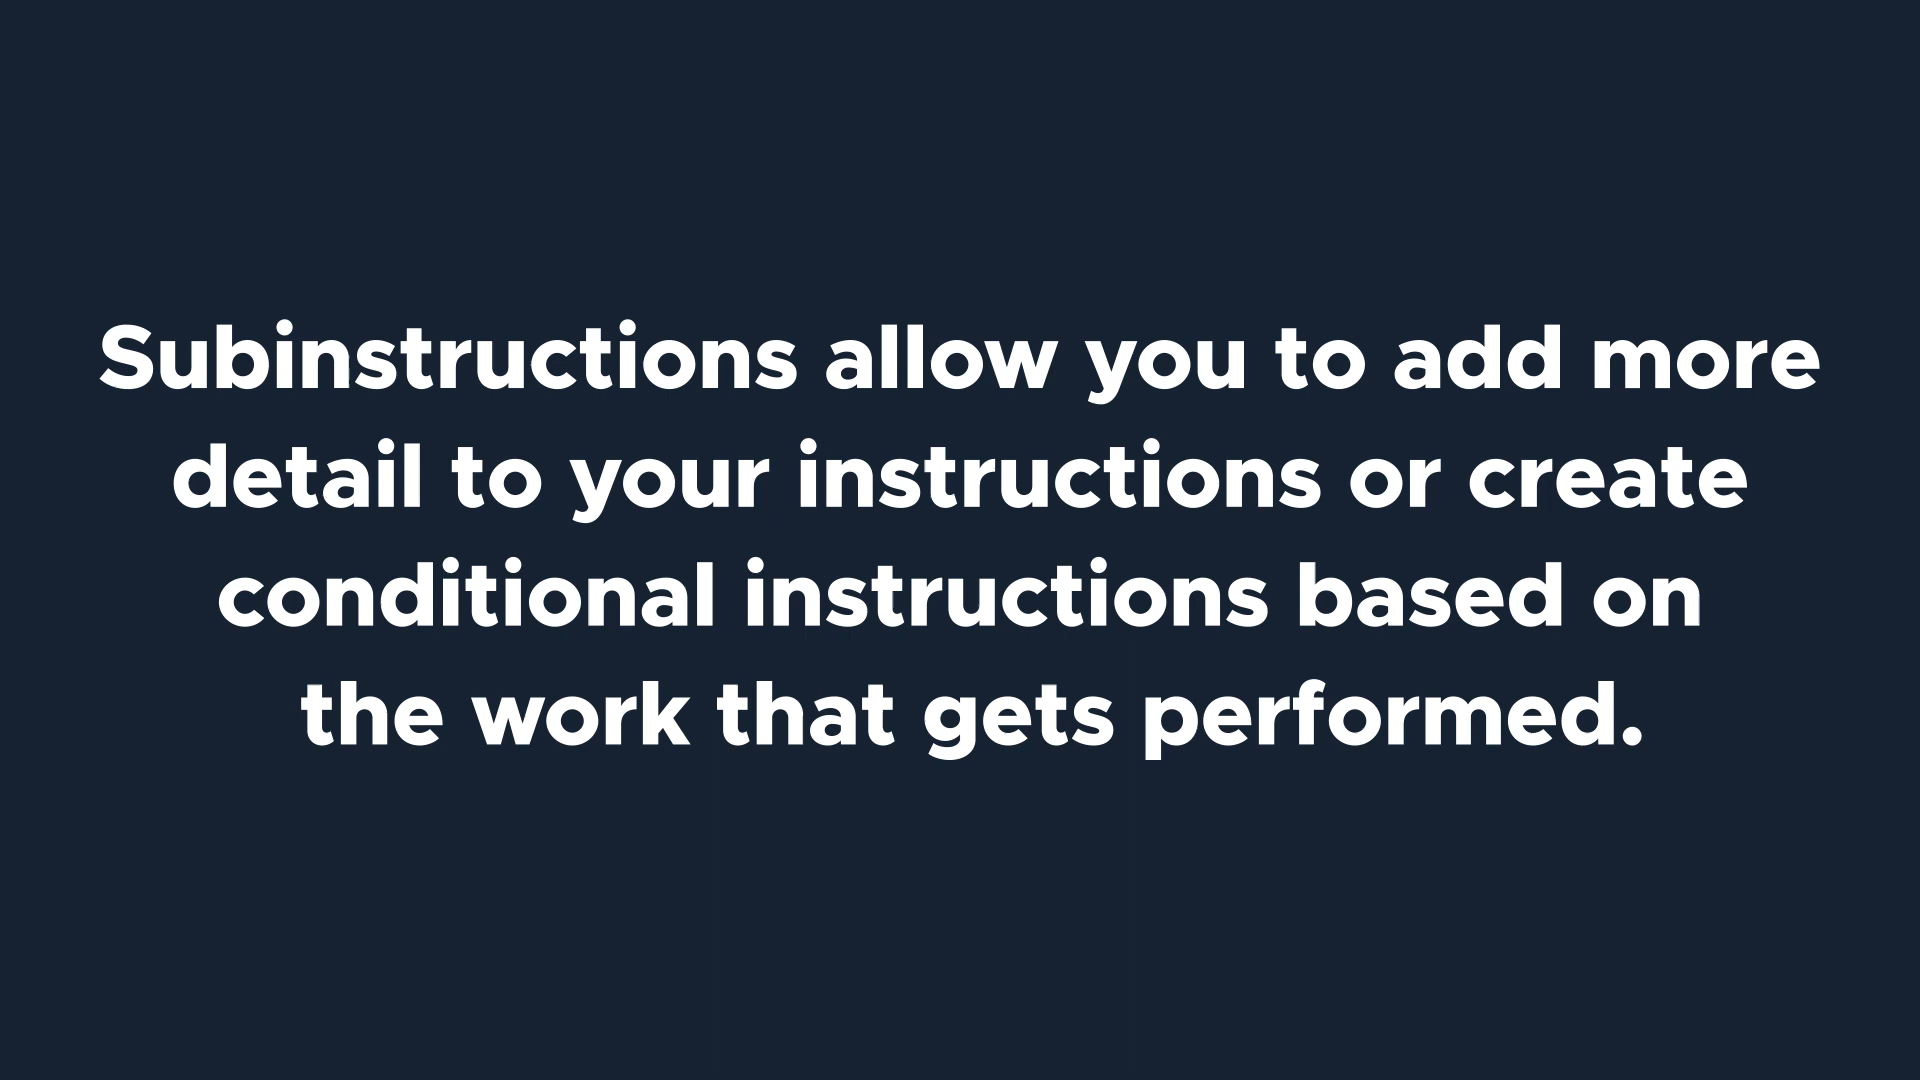 Subinstructions allow you to add more
detail to your instructions or create
conditional instructions based on
the work that gets performed.